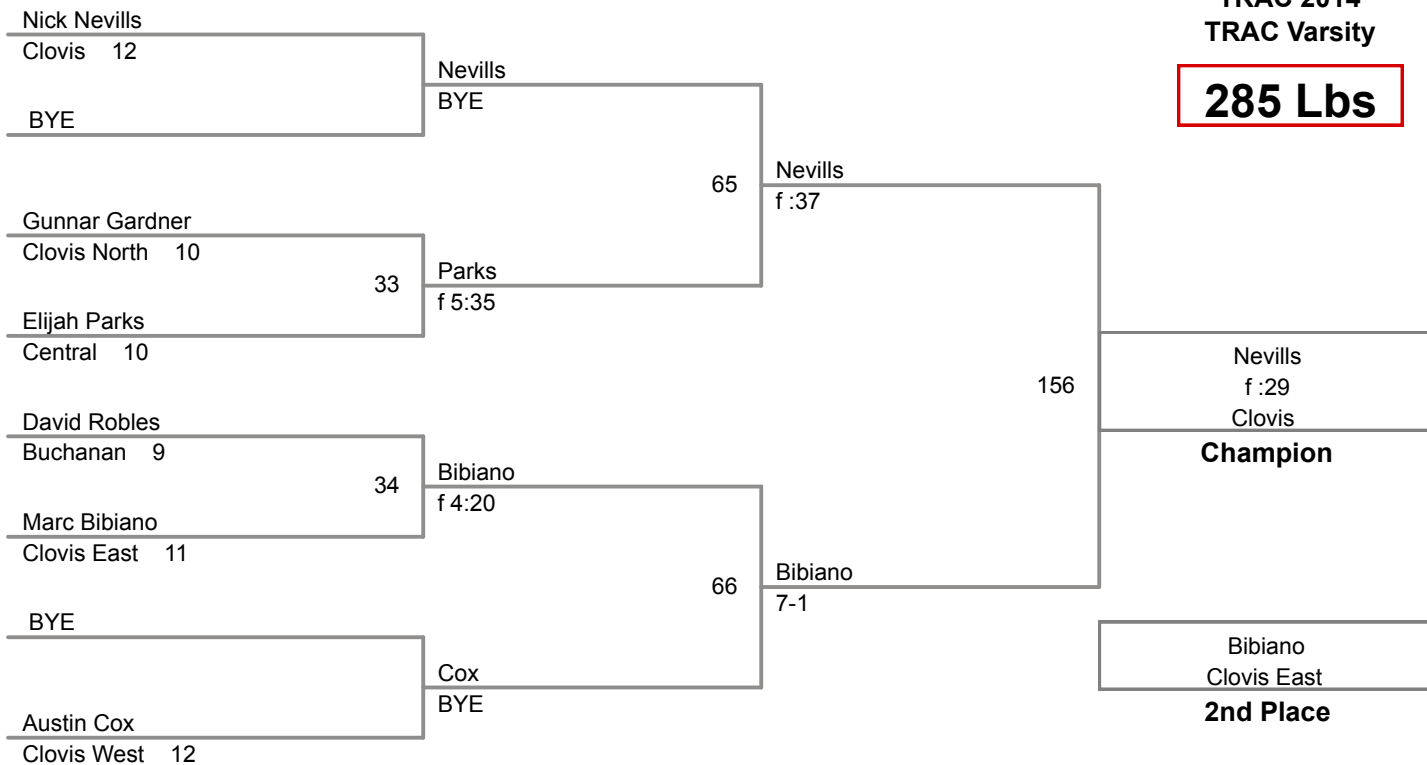 TRAC 2014
TRAC Varsity
285 Lbs
Nick Nevills
Clovis 12
BYE
Gunnar Gardner
Clovis North 10
Elijah Parks
Central 10
David Robles
Buchanan 9
Marc Bibiano
Clovis East 11
BYE
Austin Cox
Clovis West 12
Nevills
BYE
33
Parks
f 5:35
34
Bibiano
f 4:20
Cox
BYE
65
Nevills
f :37
66
Bibiano
7-1
156
Nevills
f :29
Clovis
Champion
Bibiano
Clovis East
2nd Place